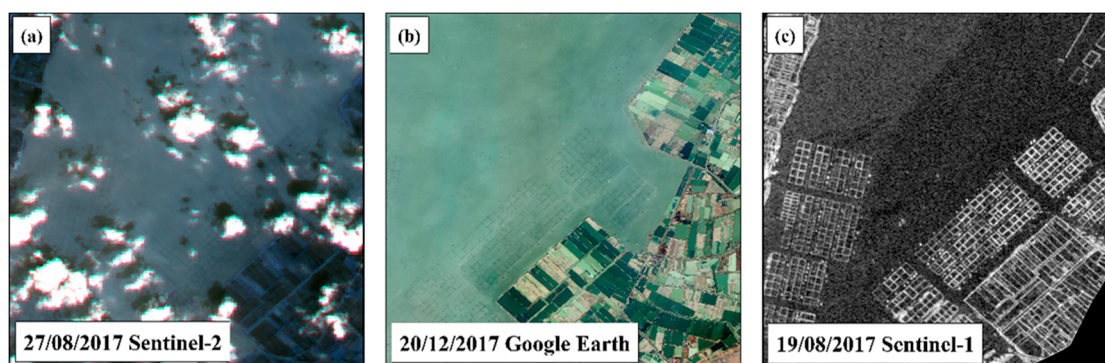 (a)
(b)
(c)
27/08/2017 Sentinel-2
20/12/2017 Google Earth
19/08/2017 Sentinel-1